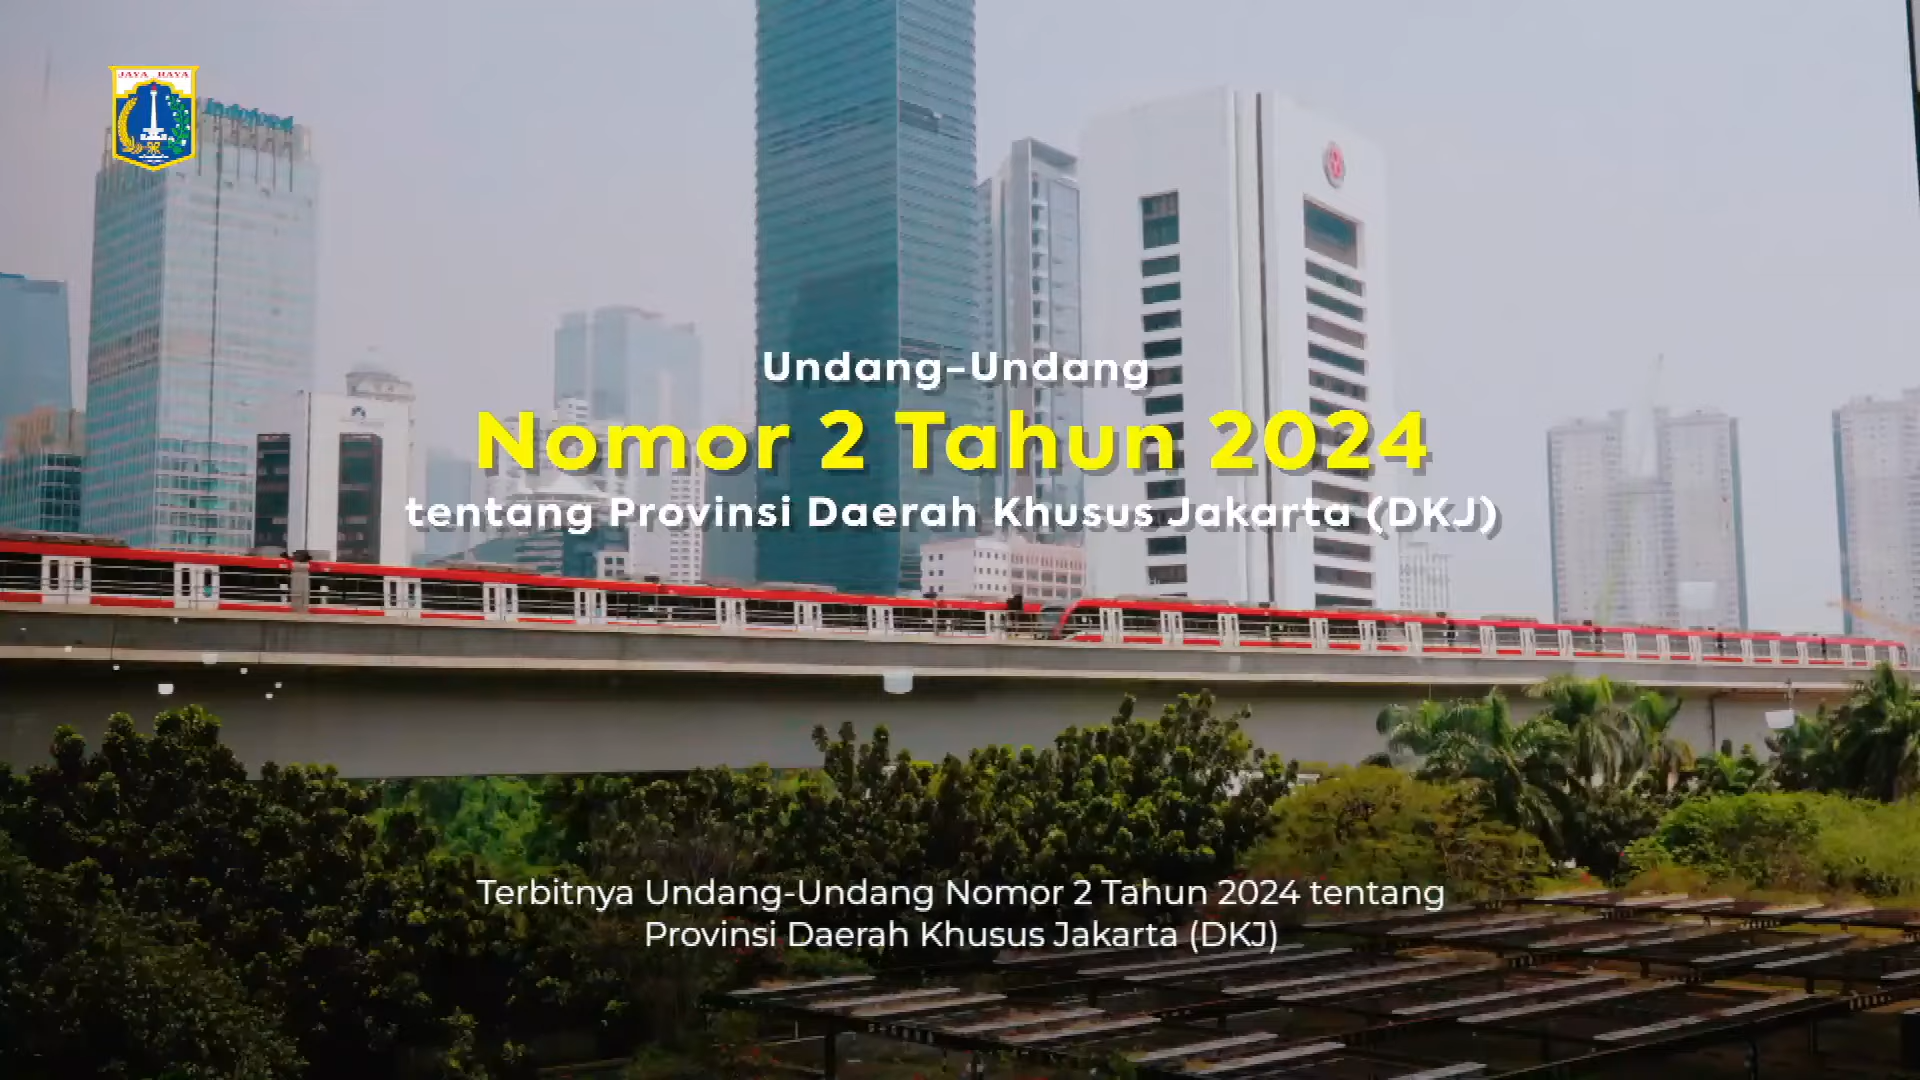 JAYA RAYA
Indofood
Undang-Undang
Nomor 2 Tahun 2024
tentang Provinsi Daerah Khusus Jakarta (DKJ)
Terbitnya Undang-Undang Nomor 2 Tahun 2024 tentang
Provinsi Daerah Khusus Jakarta (DKJ)